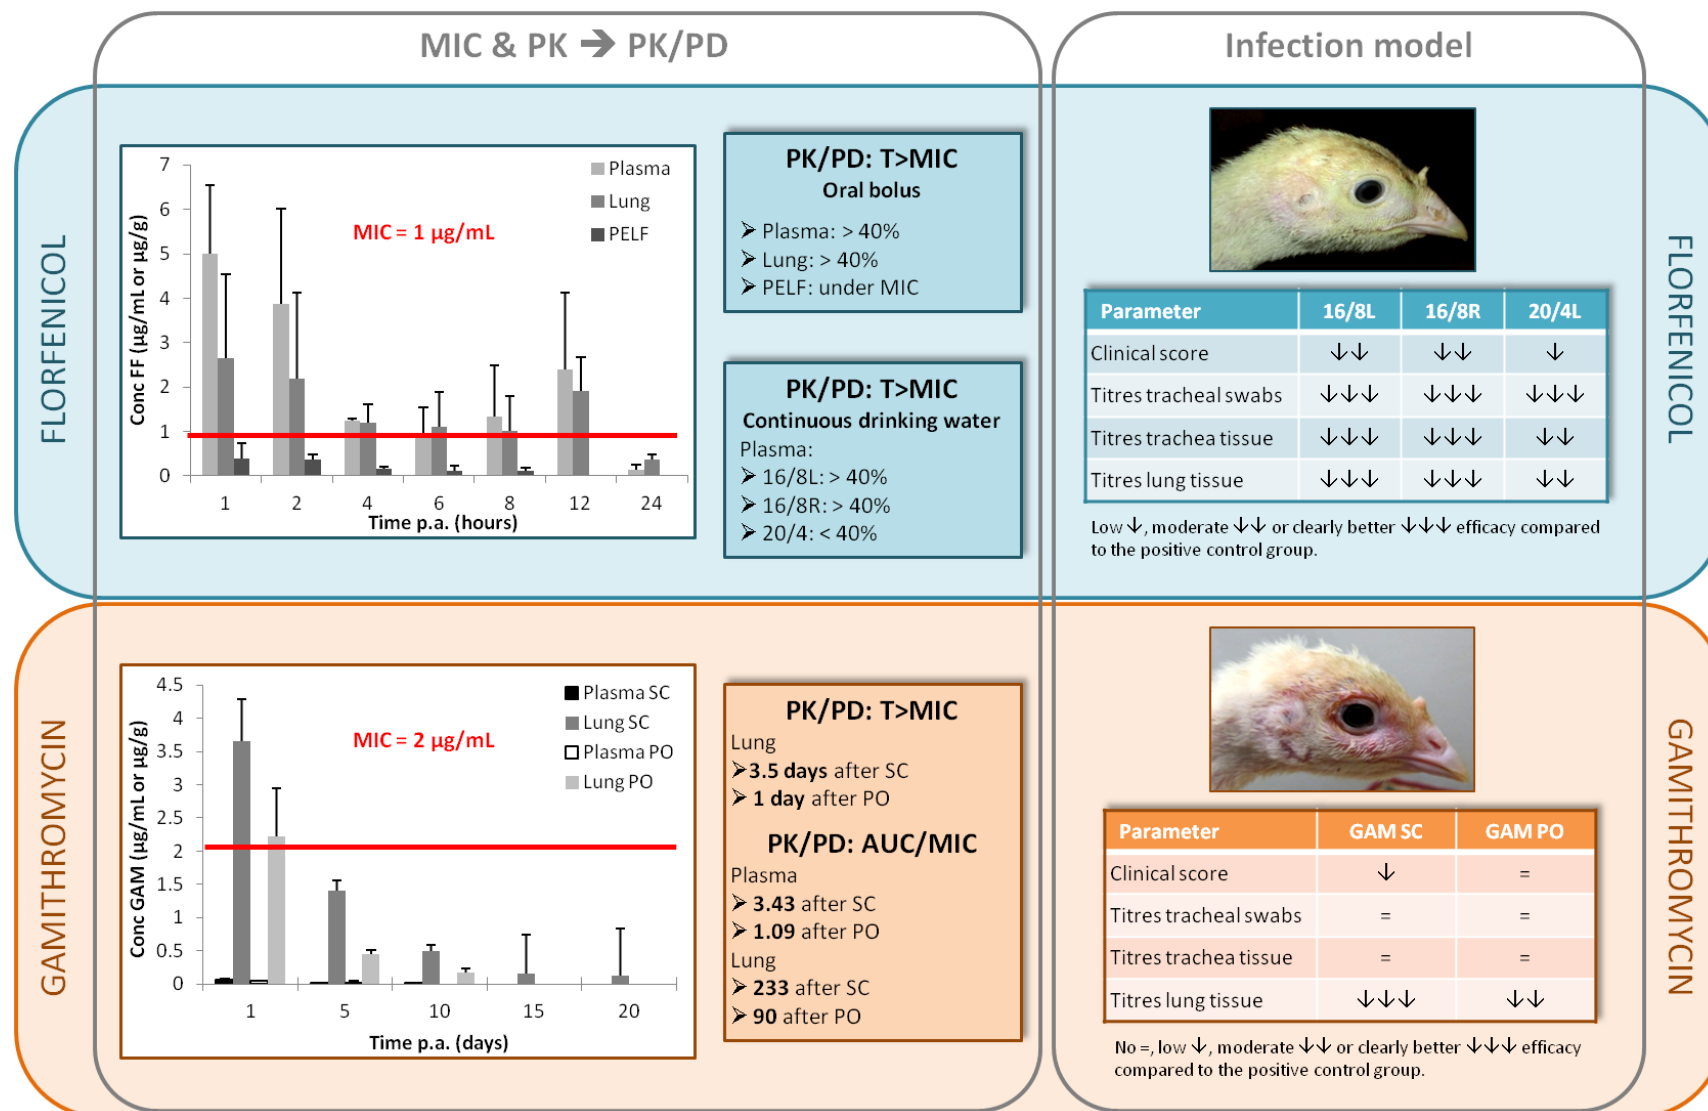 MIC & PK ➔ PK/PD
Infection model
FLORFENICOL
7
6
5
4
3
2
1
0
Conc FF (µg/mL or µg/g)
Plasma
Lung
PELF
MIC = 1 µg/mL
1 2 4 6 8 12 24
Time p.a. (hours)
PK/PD: T>MIC
Oral bolus
➢ Plasma: > 40%
➢ Lung: > 40%
➢ PELF: under MIC
PK/PD: T>MIC
Continuous drinking water
Plasma:
➢ 16/8L: > 40%
➢ 16/8R: > 40%
➢ 20/4: < 40%
Parameter 16/8L 16/8R 20/4L
Clinical score ↓↓ ↓↓ ↓
Titres tracheal swabs ↓↓↓ ↓↓↓ ↓↓↓
Titres trachea tissue ↓↓↓ ↓↓↓ ↓↓
Titres lung tissue ↓↓↓ ↓↓↓ ↓↓
Low ↓, moderate ↓↓ or clearly better ↓↓↓ efficacy compared
to the positive control group.
FLORFENICOL
GAMITHROMYCIN
4.5
4
3.5
3
2.5
2
1.5
1
0.5
0
Conc GAM (µg/mL or µg/g)
Plasma SC
Lung SC
Plasma PO
Lung PO
MIC = 2 µg/mL
1 5 10 15 20
Time p.a. (days)
PK/PD: T>MIC
Lung
➢3.5 days after SC
➢ 1 day after PO
PK/PD: AUC/MIC
Plasma
➢ 3.43 after SC
➢ 1.09 after PO
Lung
➢ 233 after SC
➢ 90 after PO
Parameter GAM SC GAM PO
Clinical score ↓ =
Titres tracheal swabs = =
Titres trachea tissue = =
Titres lung tissue ↓↓↓ ↓↓
No =, low ↓, moderate ↓↓ or clearly better ↓↓↓ efficacy
compared to the positive control group.
GAMITHROMYCIN